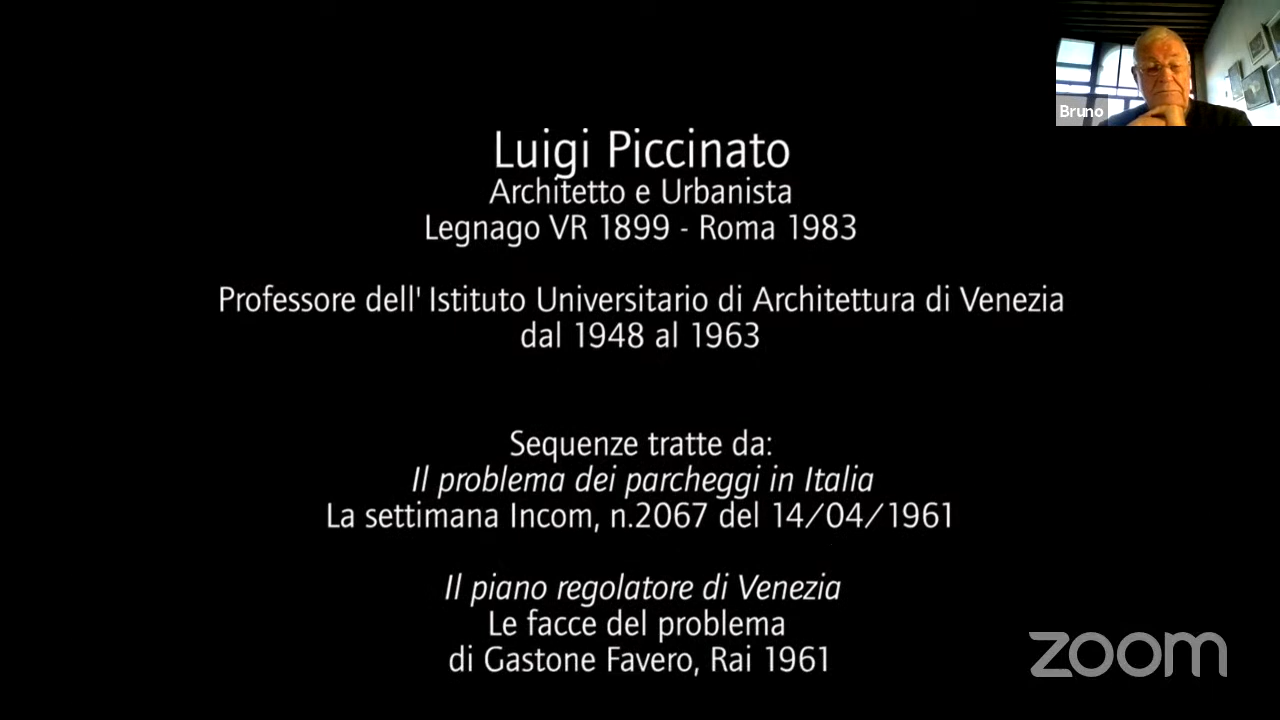 Bruno
Luigi Piccinato
Architetto e Urbanista
Legnago VR 1899 - Roma 1983
Professore dell' Istituto Universitario di Architettura di Venezia
dal 1948 al 1963
Sequenze tratte da:
Il problema dei parcheggi in Italia
La settimana Incom, n.2067 del 14/04/1961
Il piano regolatore di Venezia
Le facce del problema
di Gastone Favero, Rai 1961
zoom